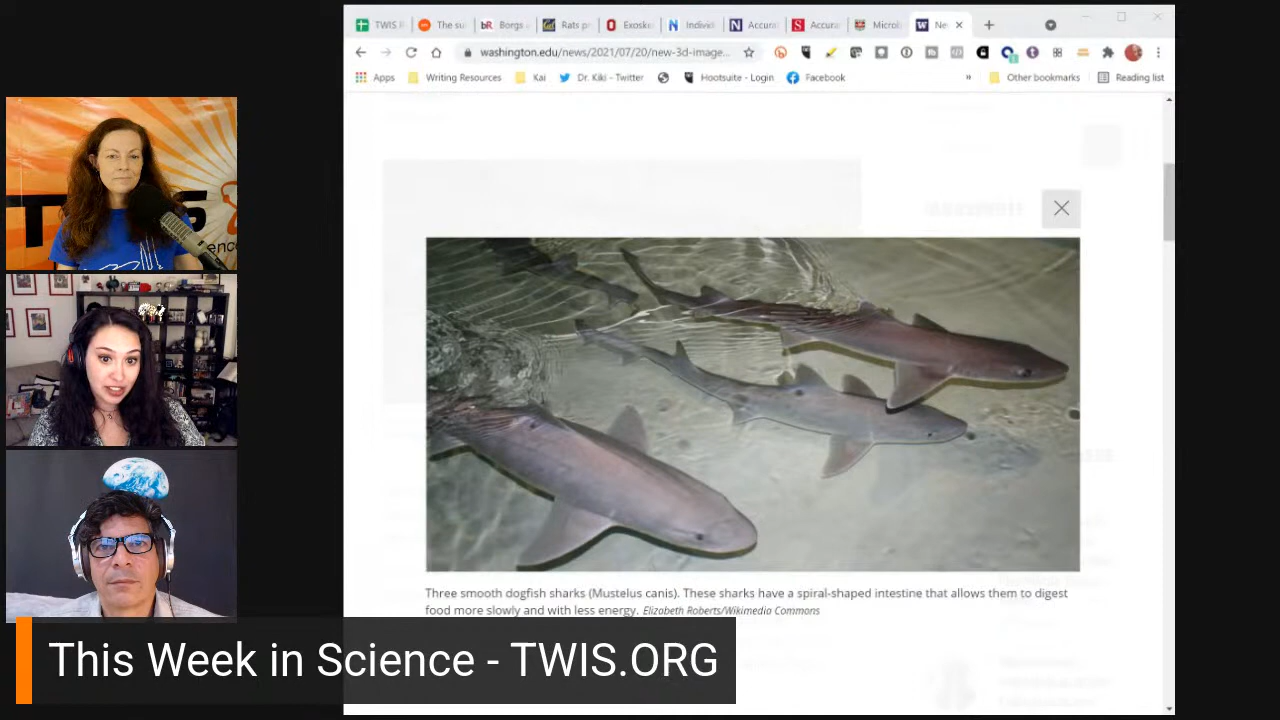 TWIS R
The su
Borgs a
Rats p
Exoske
Individ
Accura
Accura
Microb
Ne
washington.edu/news/2021/07/20/new-3d-image...
Apps
Writing Resources
Kai
Dr. Kiki - Twitter
Hootsuite - Login
Facebook
»
Other bookmarks
Reading list
Three smooth dogfish sharks (Mustelus canis). These sharks have a spiral-shaped intestine that allows them to digest
food more slowly and with less energy. Elizabeth Roberts/Wikimedia Commons
This Week in Science - TWIS.ORG